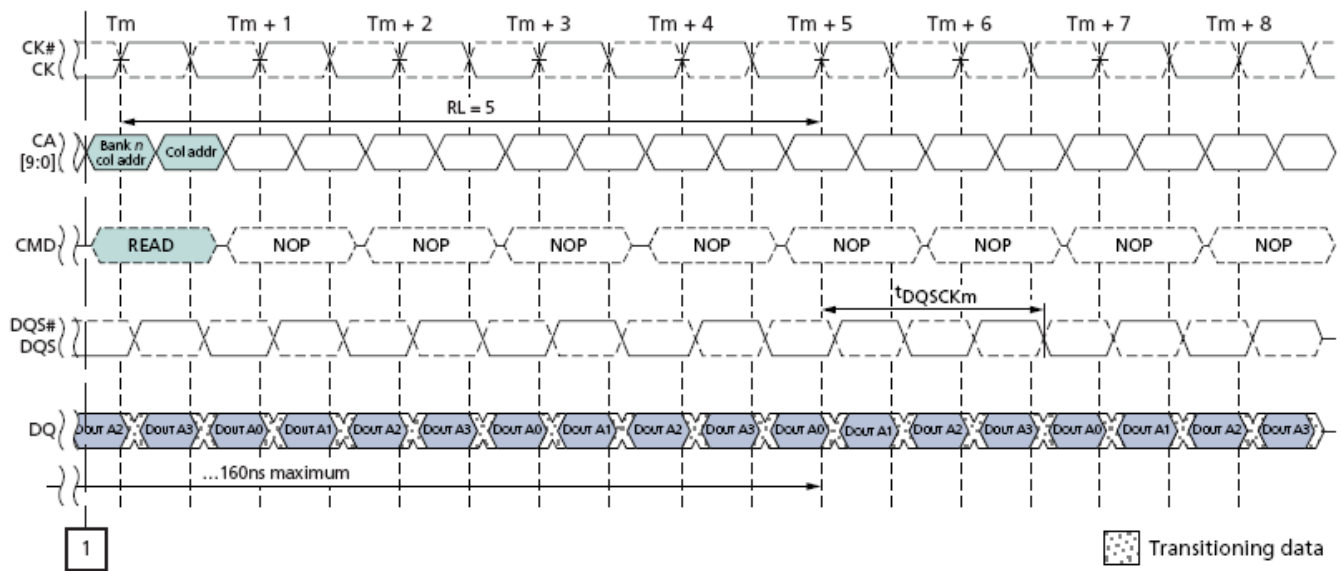 Tm Tm + 1 Tm + 2 Tm + 3 Tm + 4 Tm + 5 Tm + 6 Tm + 7 Tm + 8
CK#
CK
RL = 5
CA
[9:0]
Bank n
col addr
Col addr
CMD
READ NOP NOP NOP NOP NOP NOP NOP NOP
tDQSCKm
DQS#
DQS
DQ
DOUT A2 DOUT A3 DOUT A0 DOUT A1 DOUT A2 DOUT A3 DOUT A0 DOUT A1 DOUT A2 DOUT A3 DOUT A0 DOUT A1 DOUT A2 DOUT A3 DOUT A0 DOUT A1 DOUT A2 DOUT A3
...160ns maximum
1
Transitioning data